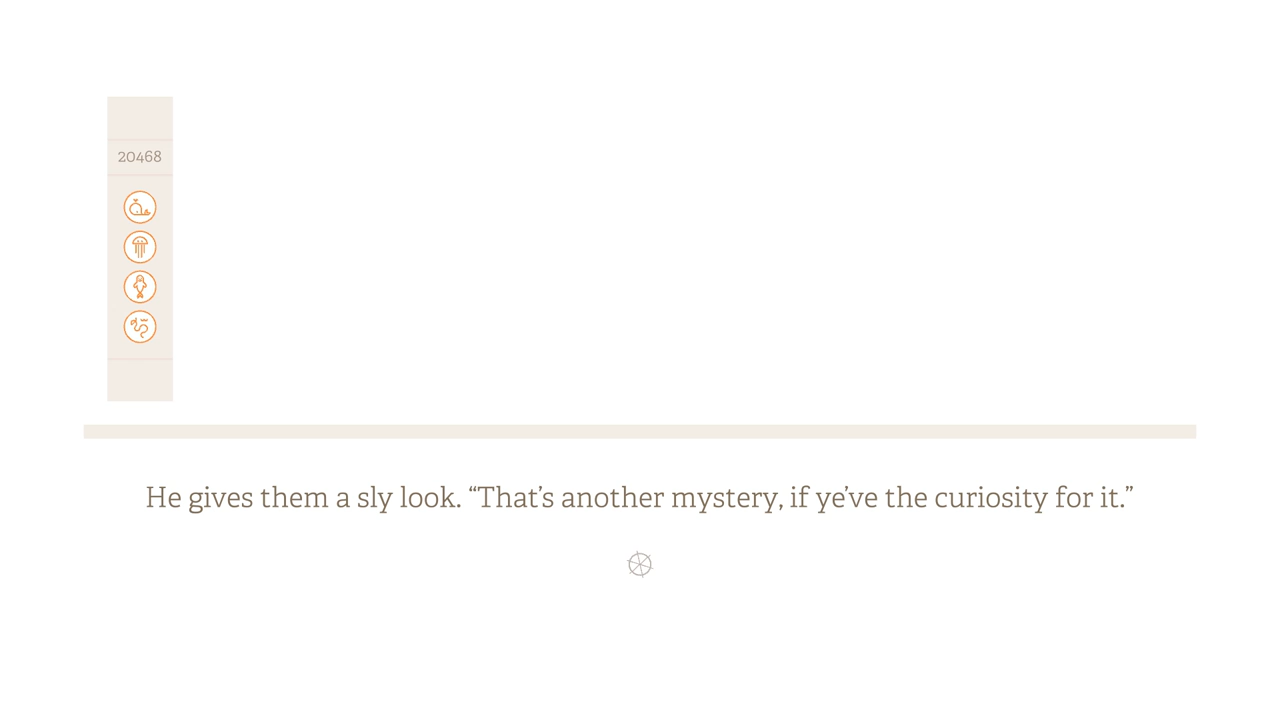 20468
He gives them a sly look. “That’s another mystery, if ye’ve the curiosity for it.”